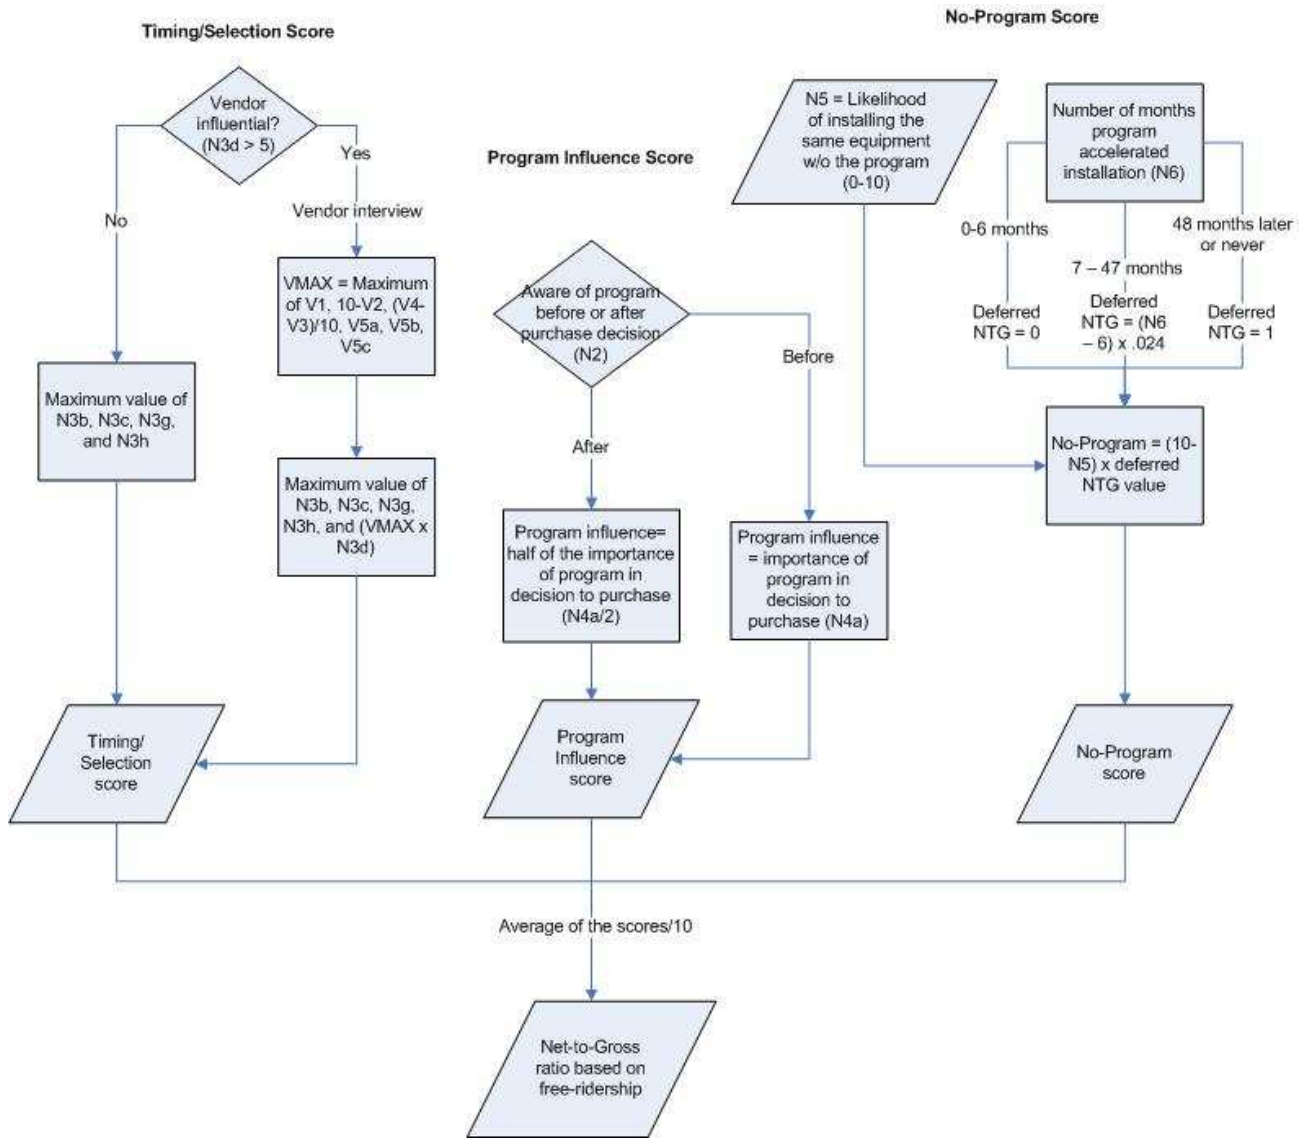 Timing/Selection Score
Vendor
influential?
(N3d > 5)
No
Yes
Vendor interview
VMAX = Maximum
of V1, 10-V2, (V4-
V3)/10, V5a, V5b,
V5c
Maximum value of
N3b, N3c, N3g,
and N3h
Maximum value of
N3b, N3c, N3g,
N3h, and (VMAX x
N3d)
Timing/
Selection
score
Program Influence Score
Aware of program
before or after
purchase decision
(N2)
Before
After
Program influence=
half of the importance
of program in
decision to purchase
(N4a/2)
Program influence
= importance of
program in
decision to
purchase (N4a)
Program
Influence
score
No-Program Score
N5 = Likelihood
of installing the
same equipment
w/o the program
(0-10)
Number of months
program
accelerated
installation (N6)
0-6 months
7 – 47 months
48 months later
or never
Deferred
NTG = 0
Deferred
NTG = (N6
– 6) x .024
Deferred
NTG = 1
No-Program = (10-
N5) x deferred
NTG value
No-Program
score
Average of the scores/10
Net-to-Gross
ratio based on
free-ridership